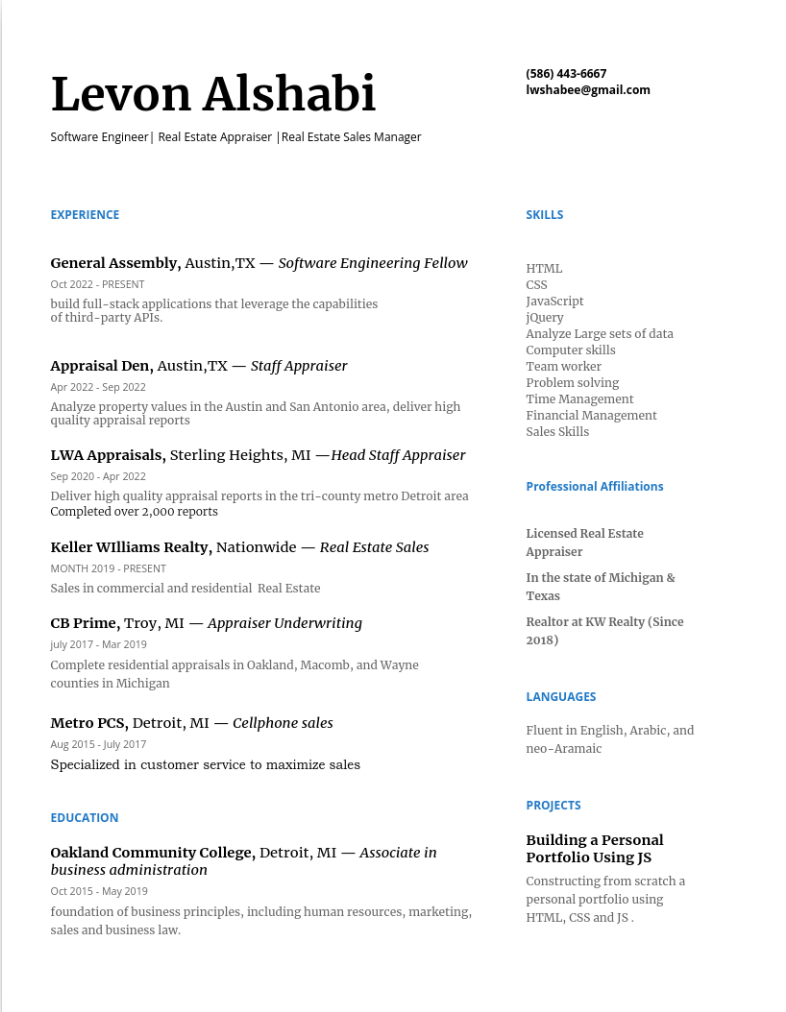 Levon Alshabi
Software Engineer| Real Estate Appraiser |Real Estate Sales Manager
(586) 443-6667
lwshabee@gmail.com
EXPERIENCE
General Assembly, Austin,TX — Software Engineering Fellow
Oct 2022 - PRESENT
build full-stack applications that leverage the capabilities
of third-party APIs.
Appraisal Den, Austin,TX — Staff Appraiser
Apr 2022 - Sep 2022
Analyze property values in the Austin and San Antonio area, deliver high
quality appraisal reports
LWA Appraisals, Sterling Heights, MI —Head Staff Appraiser
Sep 2020 - Apr 2022
Deliver high quality appraisal reports in the tri-county metro Detroit area
Completed over 2,000 reports
Keller WIlliams Realty, Nationwide — Real Estate Sales
MONTH 2019 - PRESENT
Sales in commercial and residential  Real Estate
CB Prime, Troy, MI — Appraiser Underwriting
july 2017 - Mar 2019
Complete residential appraisals in Oakland, Macomb, and Wayne
counties in Michigan
Metro PCS, Detroit, MI — Cellphone sales
Aug 2015 - July 2017
Specialized in customer service to maximize sales
EDUCATION
Oakland Community College, Detroit, MI — Associate in
business administration
Oct 2015 - May 2019
foundation of business principles, including human resources, marketing,
sales and business law.
SKILLS
HTML
CSS
JavaScript
jQuery
Analyze Large sets of data
Computer skills
Team worker
Problem solving
Time Management
Financial Management
Sales Skills
Professional Affiliations
Licensed Real Estate
Appraiser
In the state of Michigan &
Texas
Realtor at KW Realty (Since
2018)
LANGUAGES
Fluent in English, Arabic, and
neo-Aramaic
PROJECTS
Building a Personal
Portfolio Using JS
Constructing from scratch a
personal portfolio using
HTML, CSS and JS .